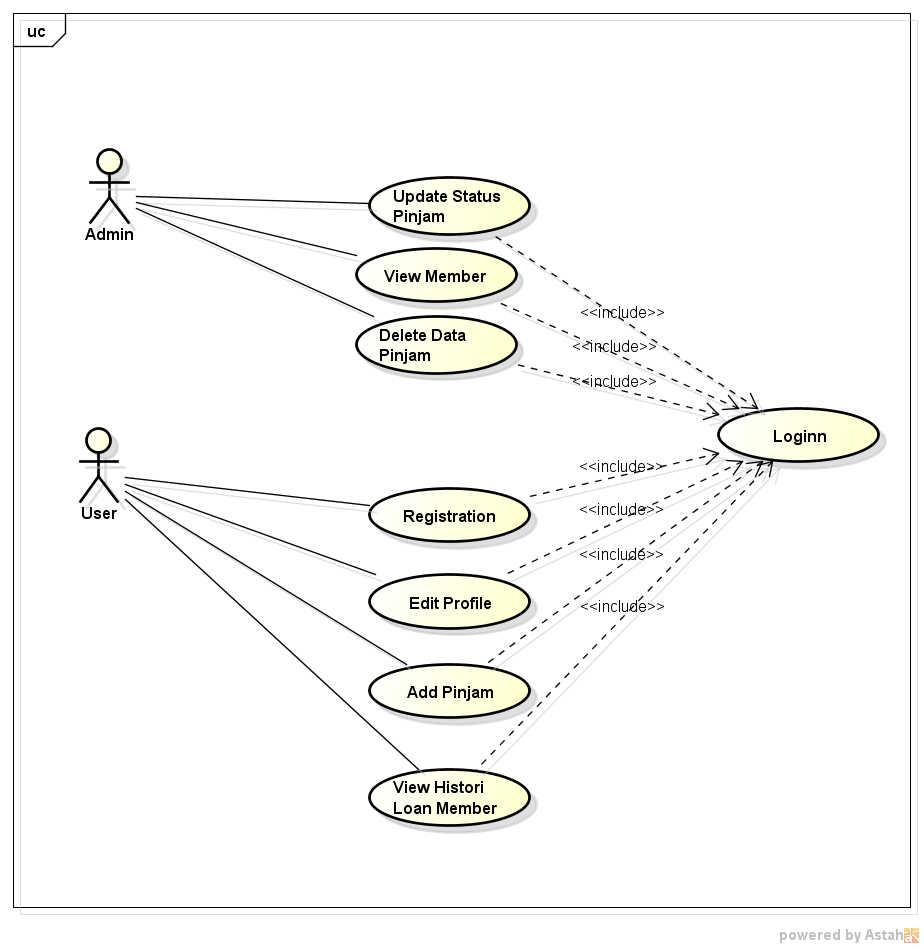 uc
Admin
Update Status
Pinjam
View Member
Delete Data
Pinjam
<<include>>
<<include>>
<<include>>
Loginn
User
Registration
Edit Profile
Add Pinjam
View Histori
Loan Member
<<include>>
<<include>>
<<include>>
<<include>>
powered by Astah